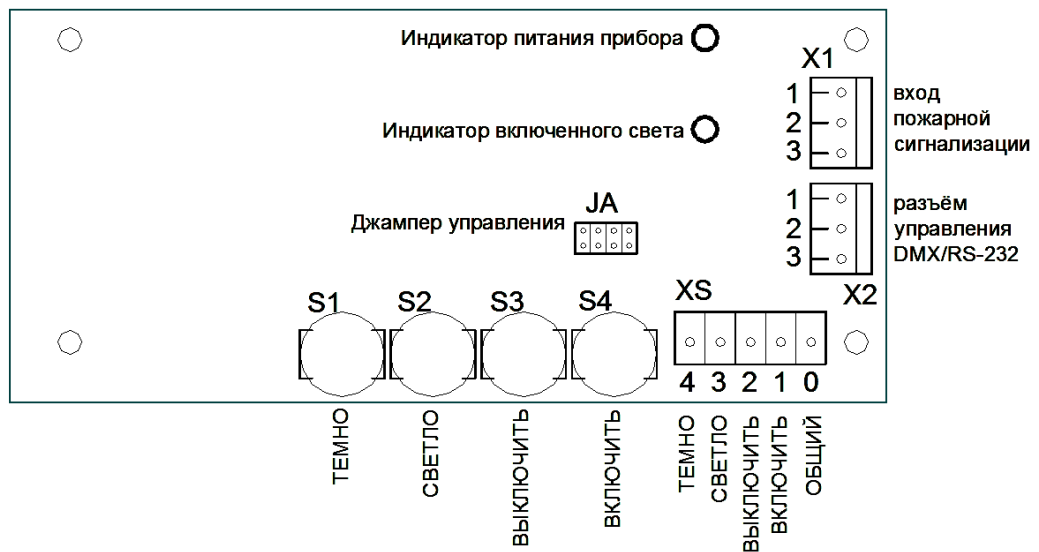 Индикатор питания прибора
X1
1
2
3
вход
пожарной
сигнализации
Индикатор включенного света
Джампер управления
JA
1
2
3
разъём
управления
DMX/RS-232
X2
S1
S2
S3
S4
XS
4
3
2
1
0
ТЕМНО
СВЕТЛО
ВЫКЛЮЧИТЬ
ВКЛЮЧИТЬ
ТЕМНО
СВЕТЛО
ВЫКЛЮЧИТЬ
ВКЛЮЧИТЬ
ОБЩИЙ